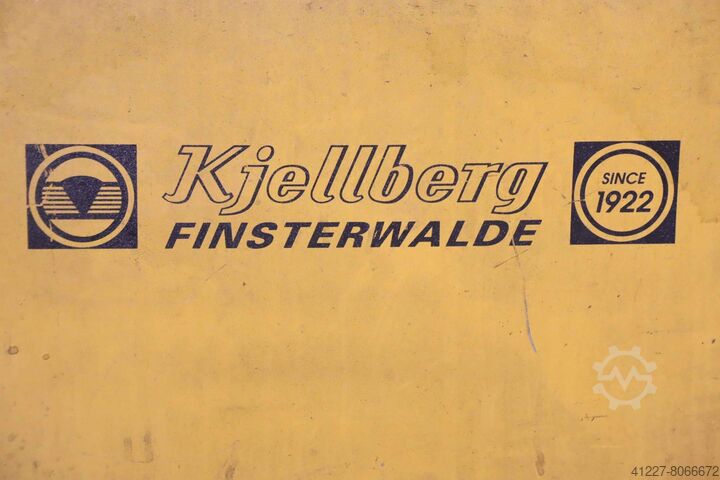 Kjellberg
FINSTERWALDE
SINCE
1922
41227-8066672